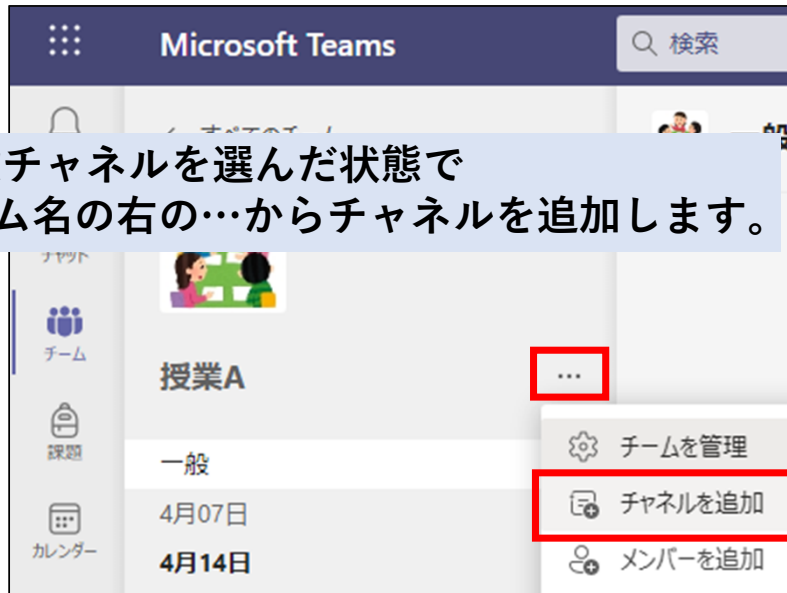 Microsoft Teams
検索
チャネルを選んだ状態で
ム名の右の…からチャネルを追加します。
チーム
授業A
…
チームを管理
課題
一般
チャネルを追加
4月07日
カレンダー
4月14日
メンバーを追加